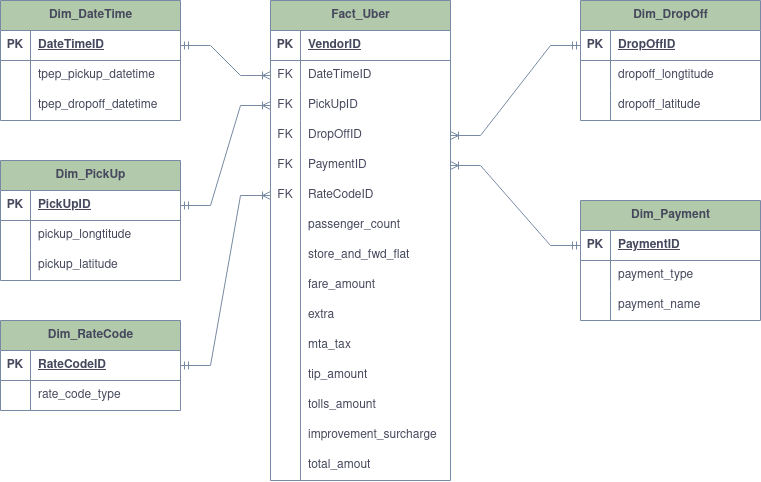 Dim_DateTime
PK DateTimeID
tpep_pickup_datetime
tpep_dropoff_datetime
Dim_PickUp
PK PickUpID
pickup_longtitude
pickup_latitude
Dim_RateCode
PK RateCodeID
rate_code_type
Fact_Uber
PK VendorID
FK DateTimeID
FK PickUpID
FK DropOffID
FK PaymentID
FK RateCodeID
passenger_count
store_and_fwd_flat
fare_amount
extra
mta_tax
tip_amount
tolls_amount
improvement_surcharge
total_amout
Dim_DropOff
PK DropOffID
dropoff_longtitude
dropoff_latitude
Dim_Payment
PK PaymentID
payment_type
payment_name